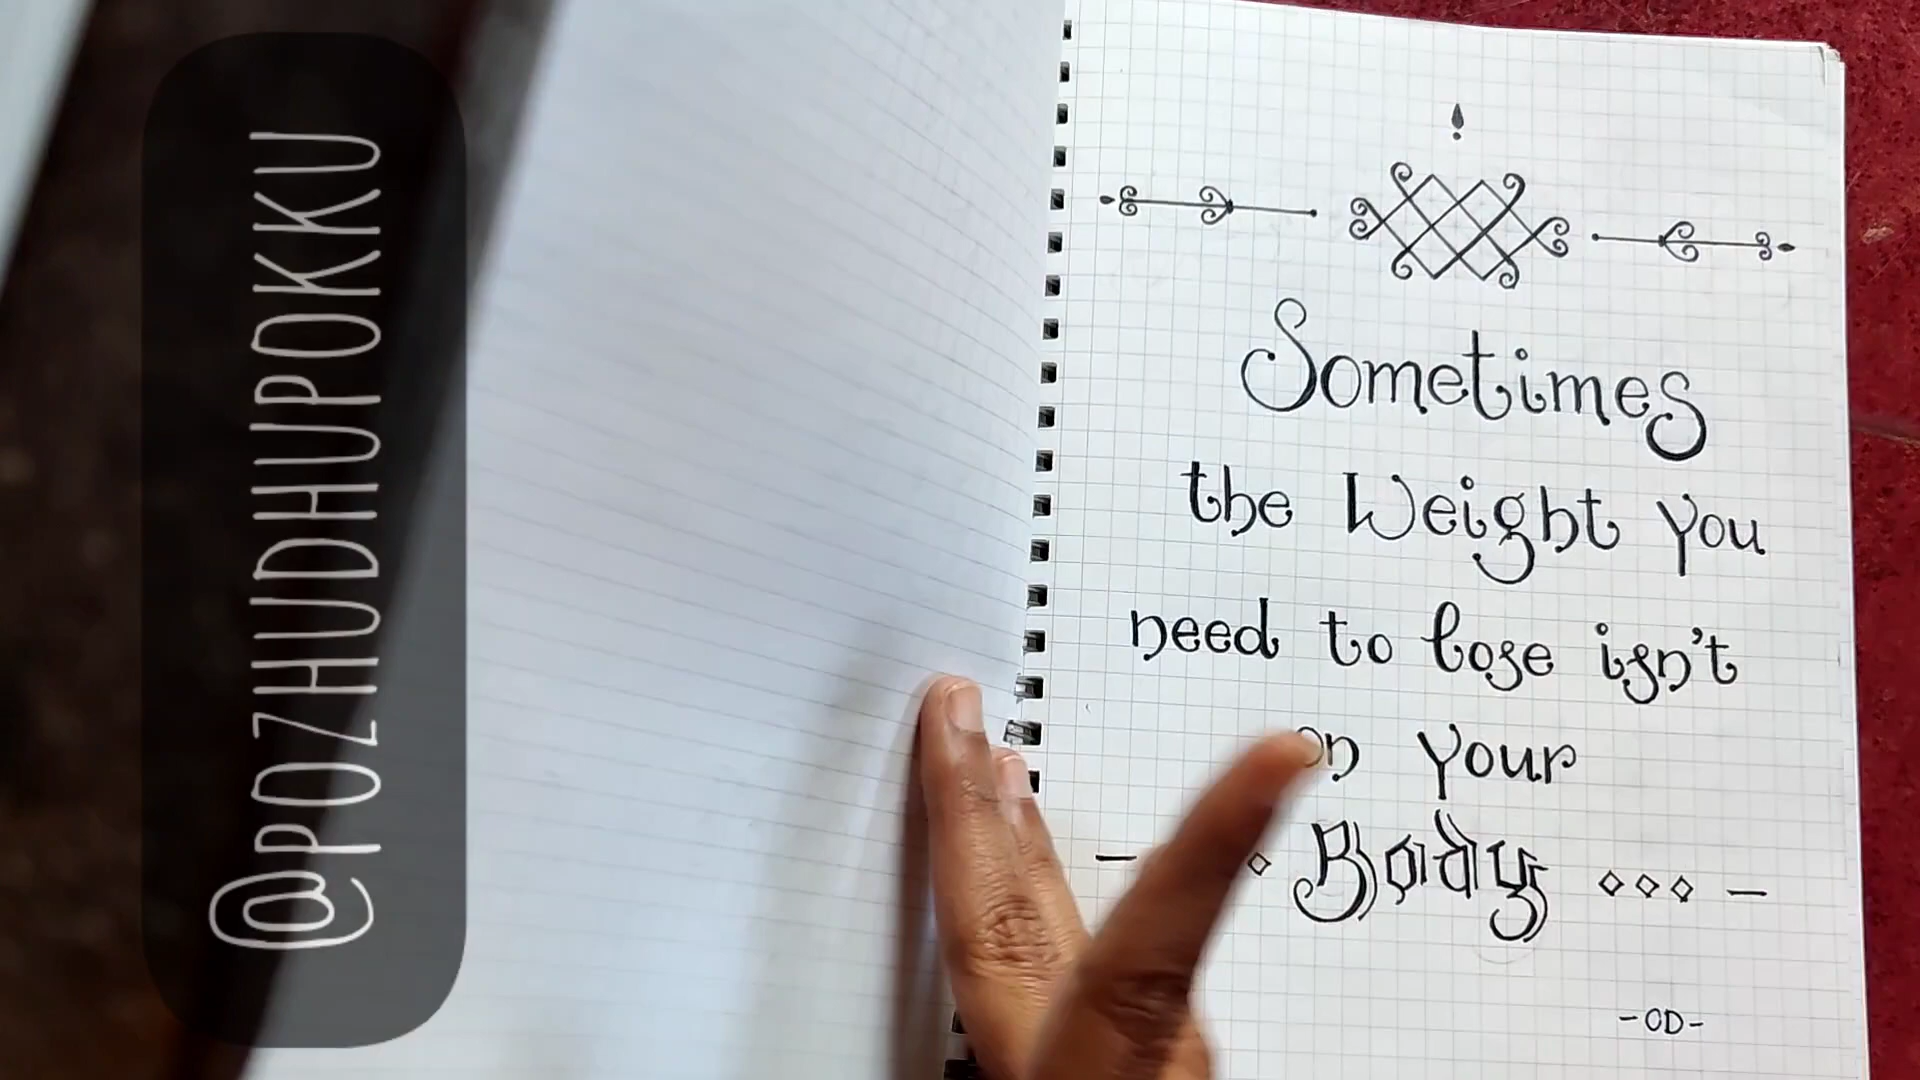 @POZHUDHUPOKKU
Sometimes
the Weight you
need to lose isn't
on your
Body
-OD-